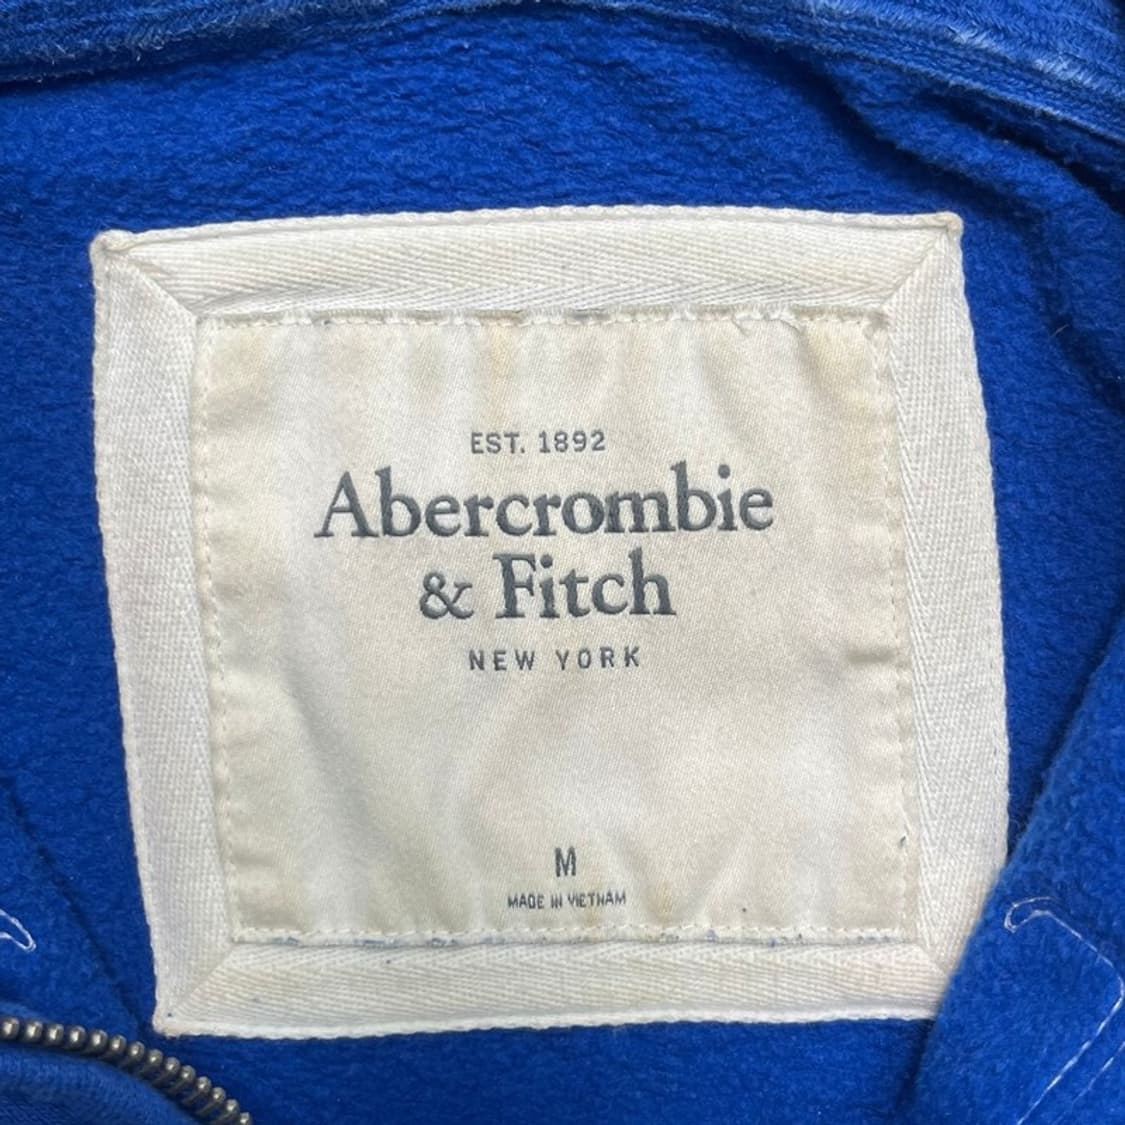 EST. 1892
Abercrombie
& Fitch
NEW YORK
M
MADE IN VIETNAM